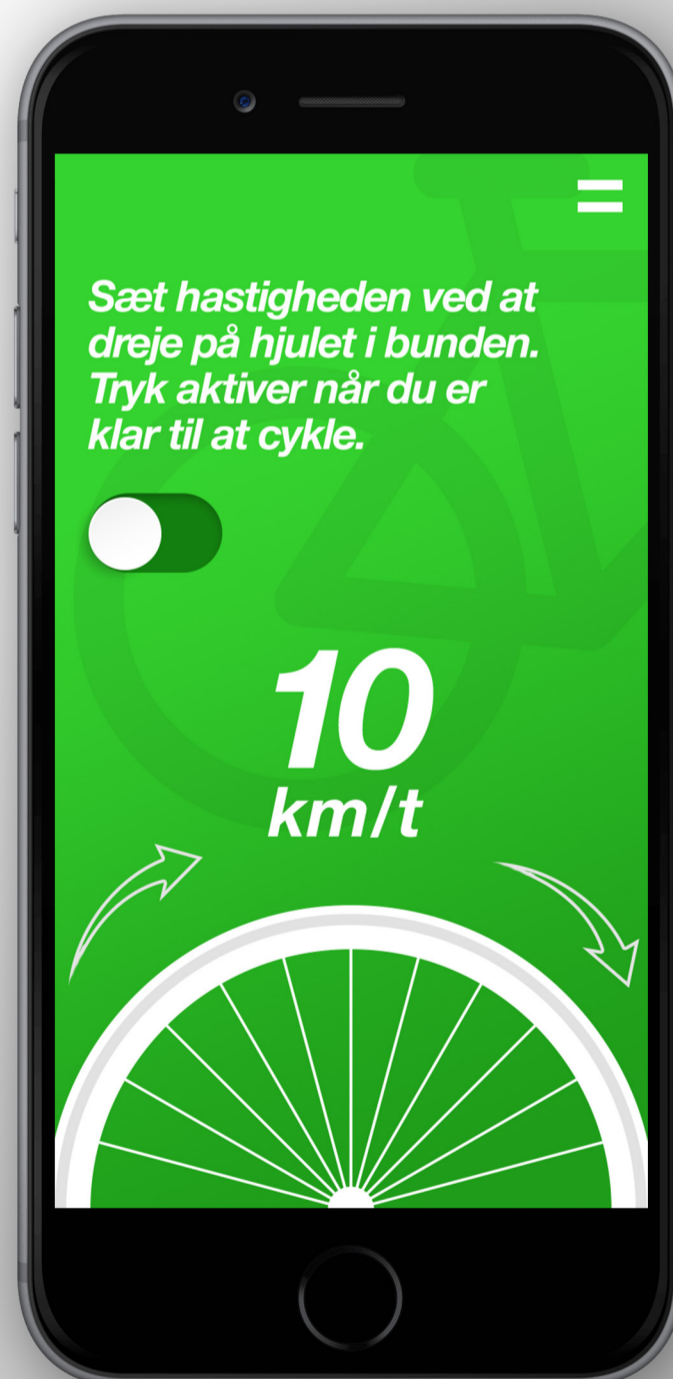 Sæt hastigheden ved at
dreje på hjulet i bunden.
Tryk aktiver når du er
klar til at cykle.
10
km/t